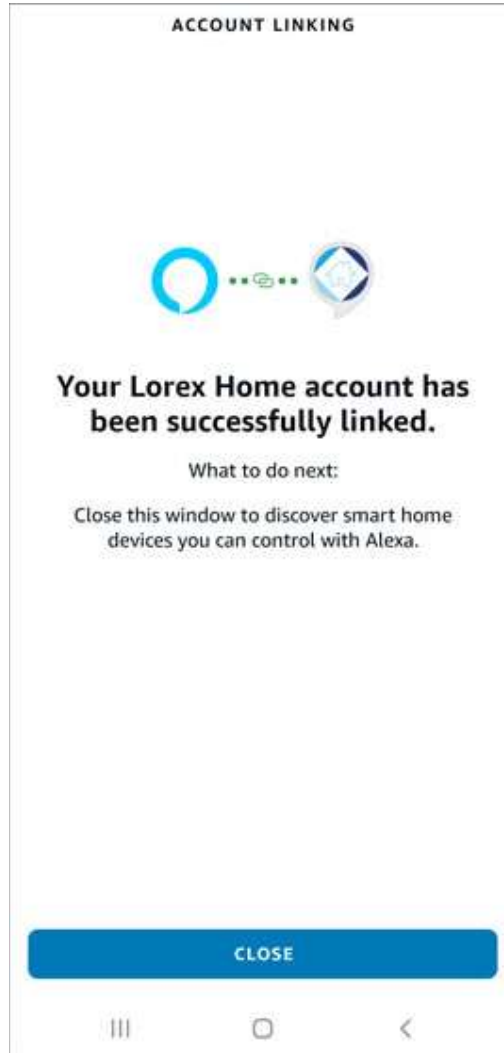 ACCOUNT LINKING
Your Lorex Home account has
been successfully linked.
What to do next:
Close this window to discover smart home
devices you can control with Alexa.
CLOSE